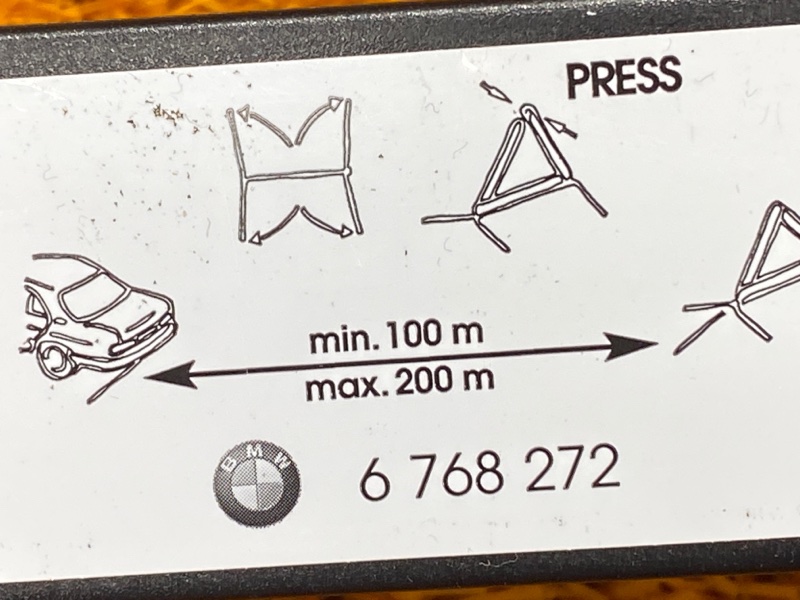 PRESS
min. 100 m
max. 200 m
BMW
6 768 272